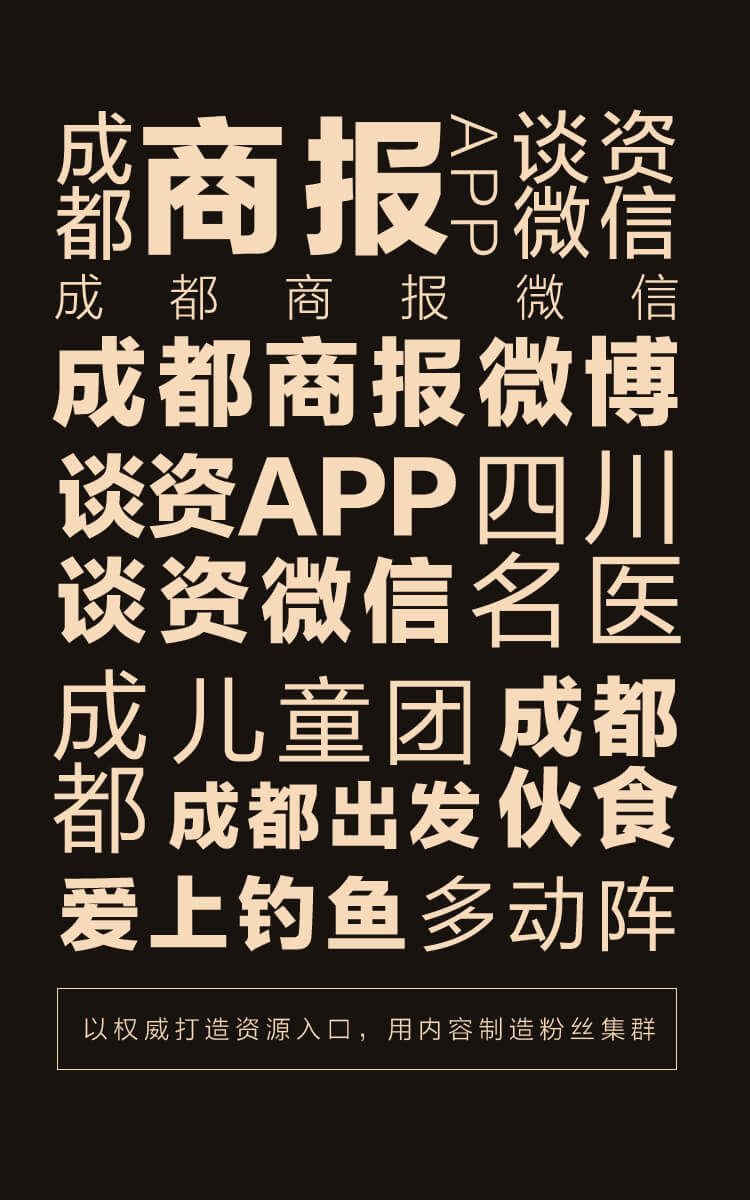 成都商报APP
谈资微信
成都商报微信
成都商报微博
谈资APP
四川名医
谈资微信
成都儿童团
成都伙食
成都出发
爱上钓鱼
多动阵
以权威打造资源入口，用内容制造粉丝集群